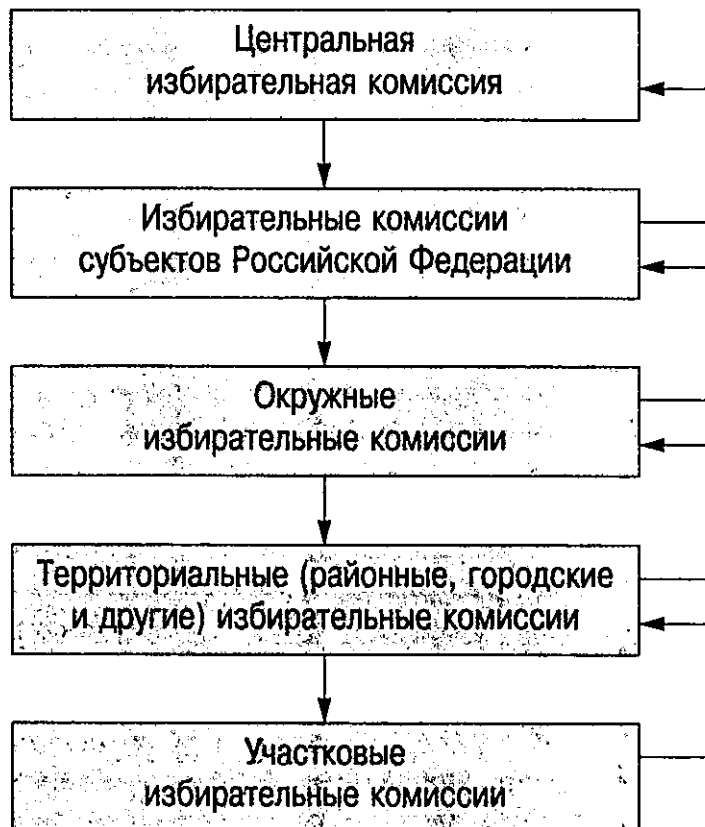 Центральная
избирательная комиссия
Избирательные комиссии
субъектов Российской Федерации
Окружные
избирательные комиссии
Территориальные (районные, городские
и другие) избирательные комиссии
Участковые
избирательные комиссии